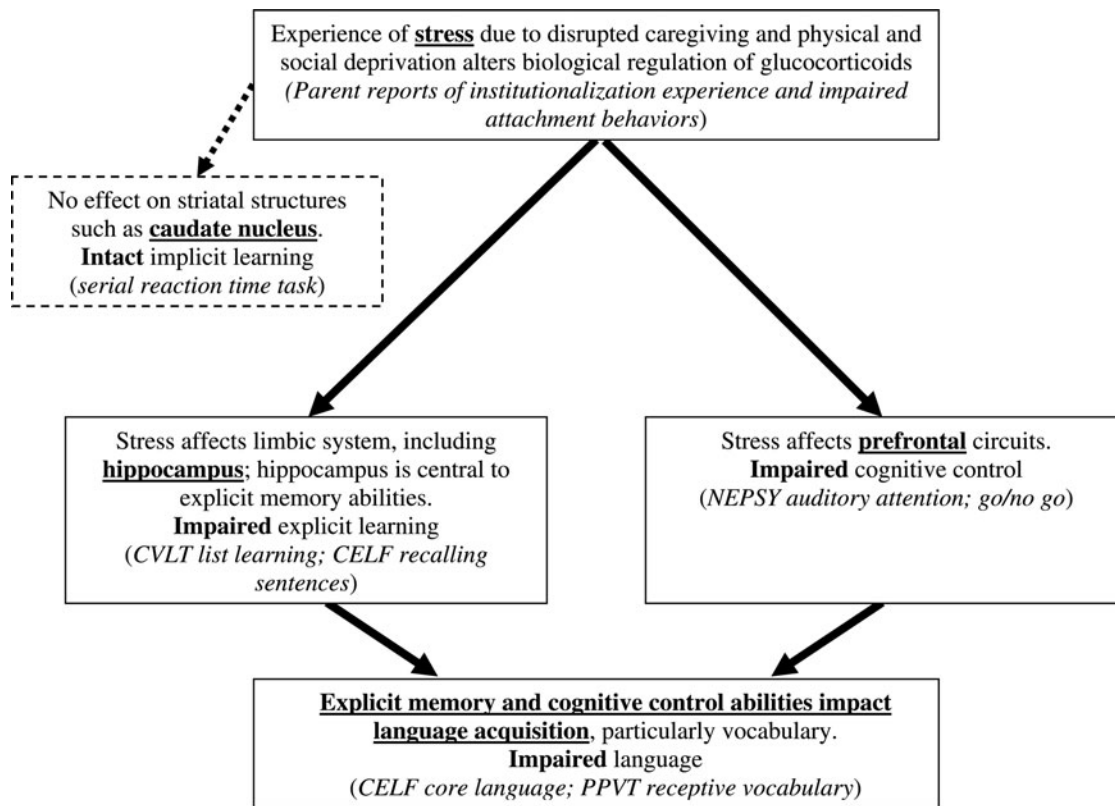 Experience of stress due to disrupted caregiving and physical and
social deprivation alters biological regulation of glucocorticoids
(Parent reports of institutionalization experience and impaired
attachment behaviors)
No effect on striatal structures
such as caudate nucleus.
Intact implicit learning
(serial reaction time task)
Stress affects limbic system, including
hippocampus; hippocampus is central to
explicit memory abilities.
Impaired explicit learning
(CVLT list learning; CELF recalling
sentences)
Stress affects prefrontal circuits.
Impaired cognitive control
(NEPSY auditory attention; go/no go)
Explicit memory and cognitive control abilities impact
language acquisition, particularly vocabulary.
Impaired language
(CELF core language; PPVT receptive vocabulary)